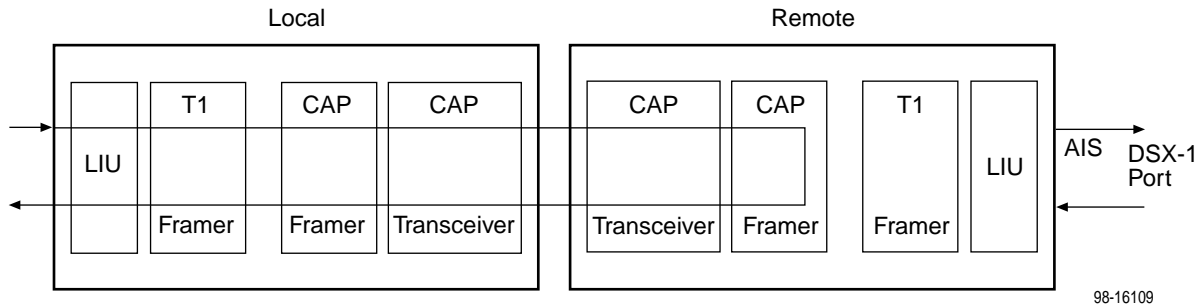 Local
Remote
T1
CAP
CAP
CAP
CAP
T1
LIU
LIU
AIS
DSX-1
Port
Framer
Framer
Transceiver
Transceiver
Framer
Framer
98-16109